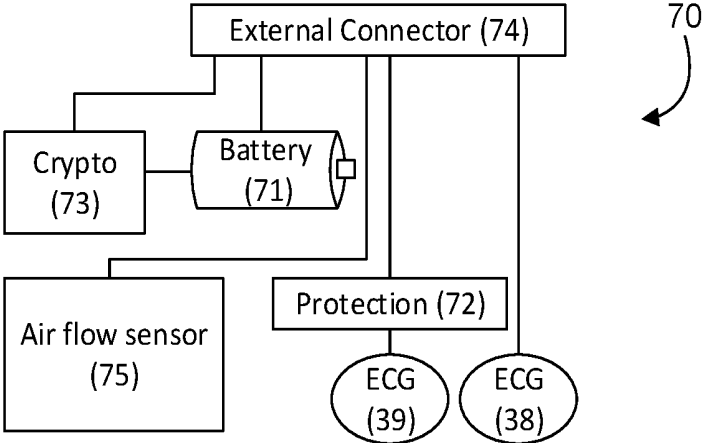 External Connector (74)
70
Crypto
(73)
Battery
(71)
Air flow sensor
(75)
Protection (72)
ECG
(39)
ECG
(38)